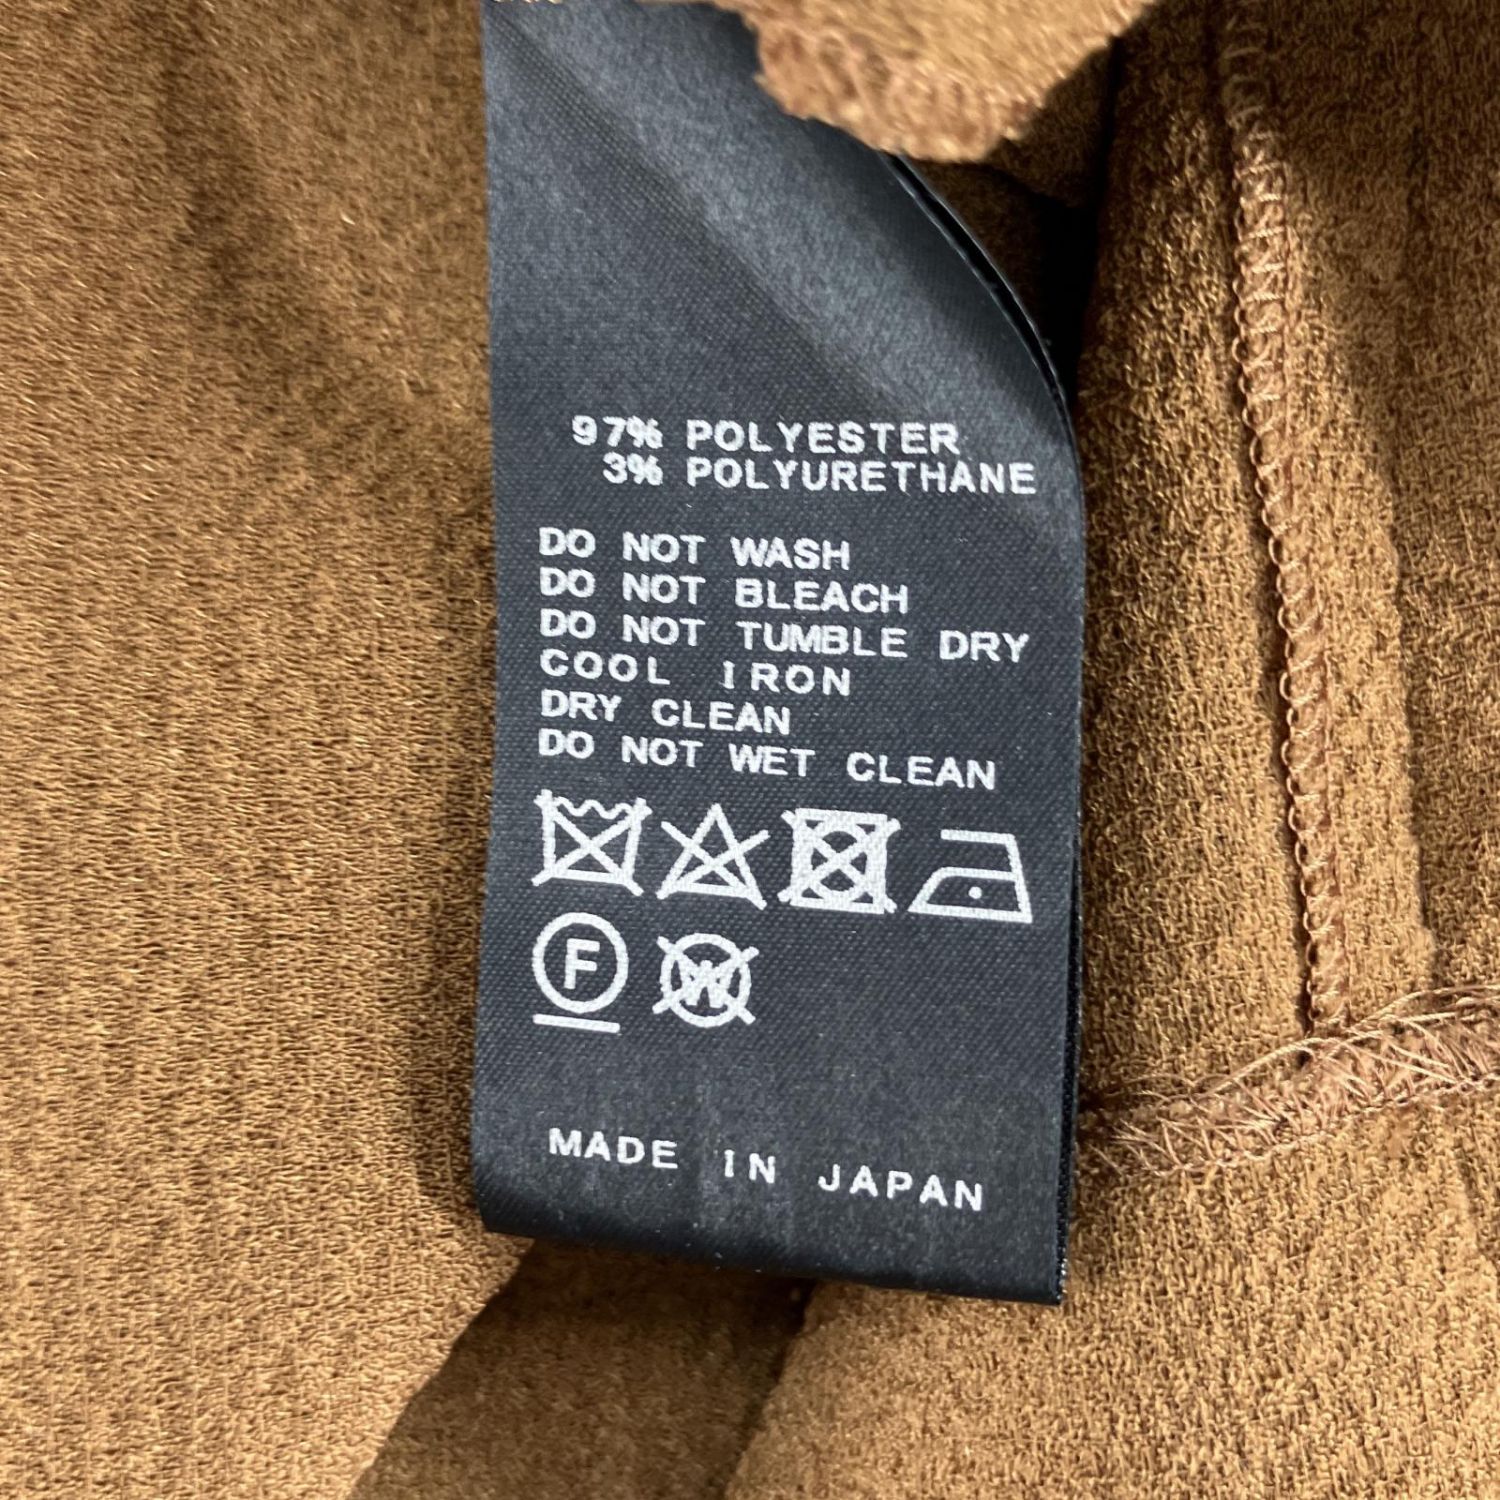 97% POLYESTER
3% POLYURETHANE
DO NOT WASH
DO NOT BLEACH
DO NOT TUMBLE DRY
COOL IRON
DRY CLEAN
DO NOT WET CLEAN
F W
MADE IN JAPAN